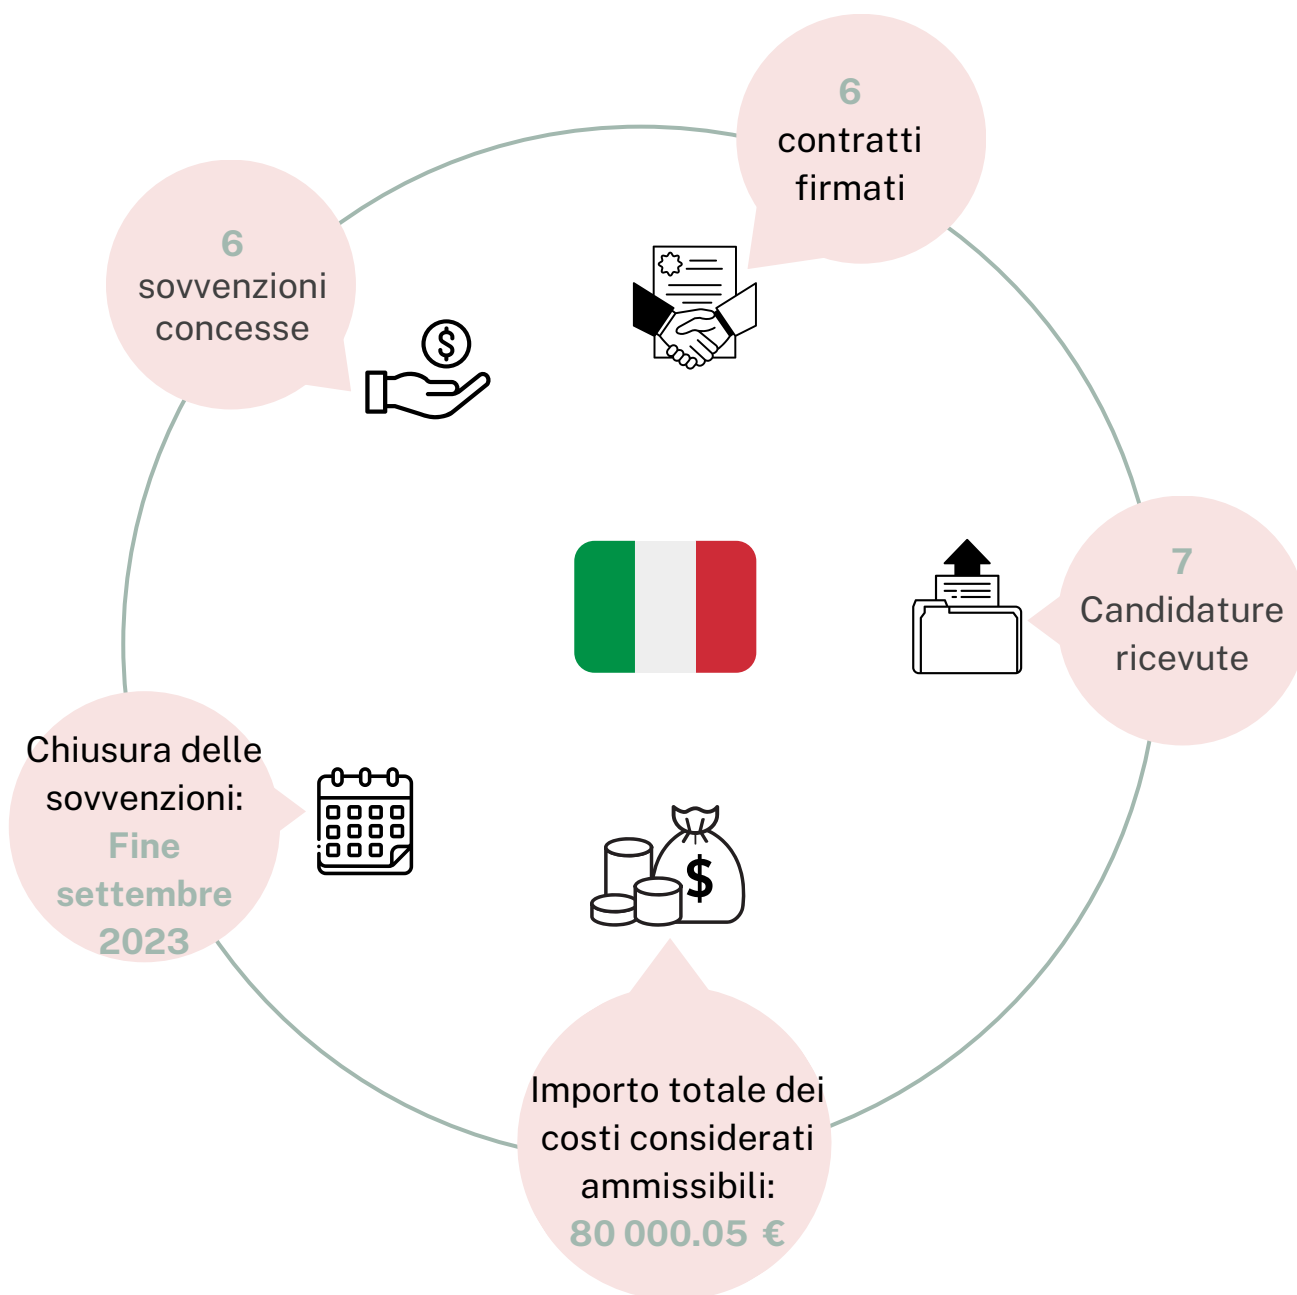 6
contratti
firmati
6
sovvenzioni
concesse
$
7
Candidature
ricevute
Chiusura delle
sovvenzioni:
Fine
settembre
2023
$
Importo totale dei
costi considerati
ammissibili:
80 000.05 €